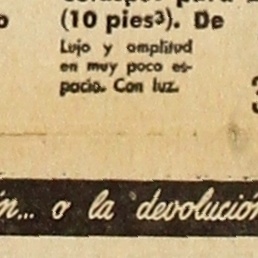 (10 pies³). De
Lujo y amplitud
en muy poco es-
pacio. Con luz.
... o la devolución